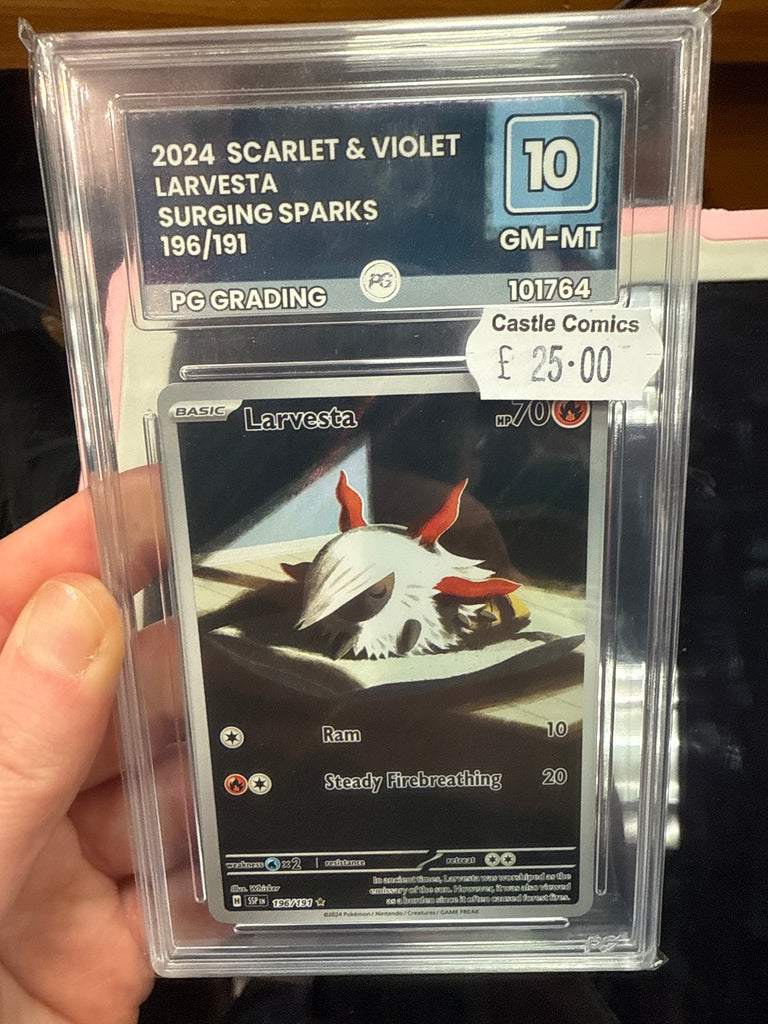 2024 SCARLET & VIOLET
LARVESTA
SURGING SPARKS
196/191
10
GM-MT
PG
PG GRADING
101764
Castle Comics
£ 25.00
BASIC
Larvesta
HP70
Ram 10
Steady Firebreathing 20
weakness x2 resistance retreat
In ancient times, Larvesta was worshiped as the
emissary of the sun. However, it was also viewed
as a burden since it often caused forest fires.
Illus. Whisker
H SSP EN 196/191
©2024 Pokémon / Nintendo / Creatures / GAME FREAK
PG